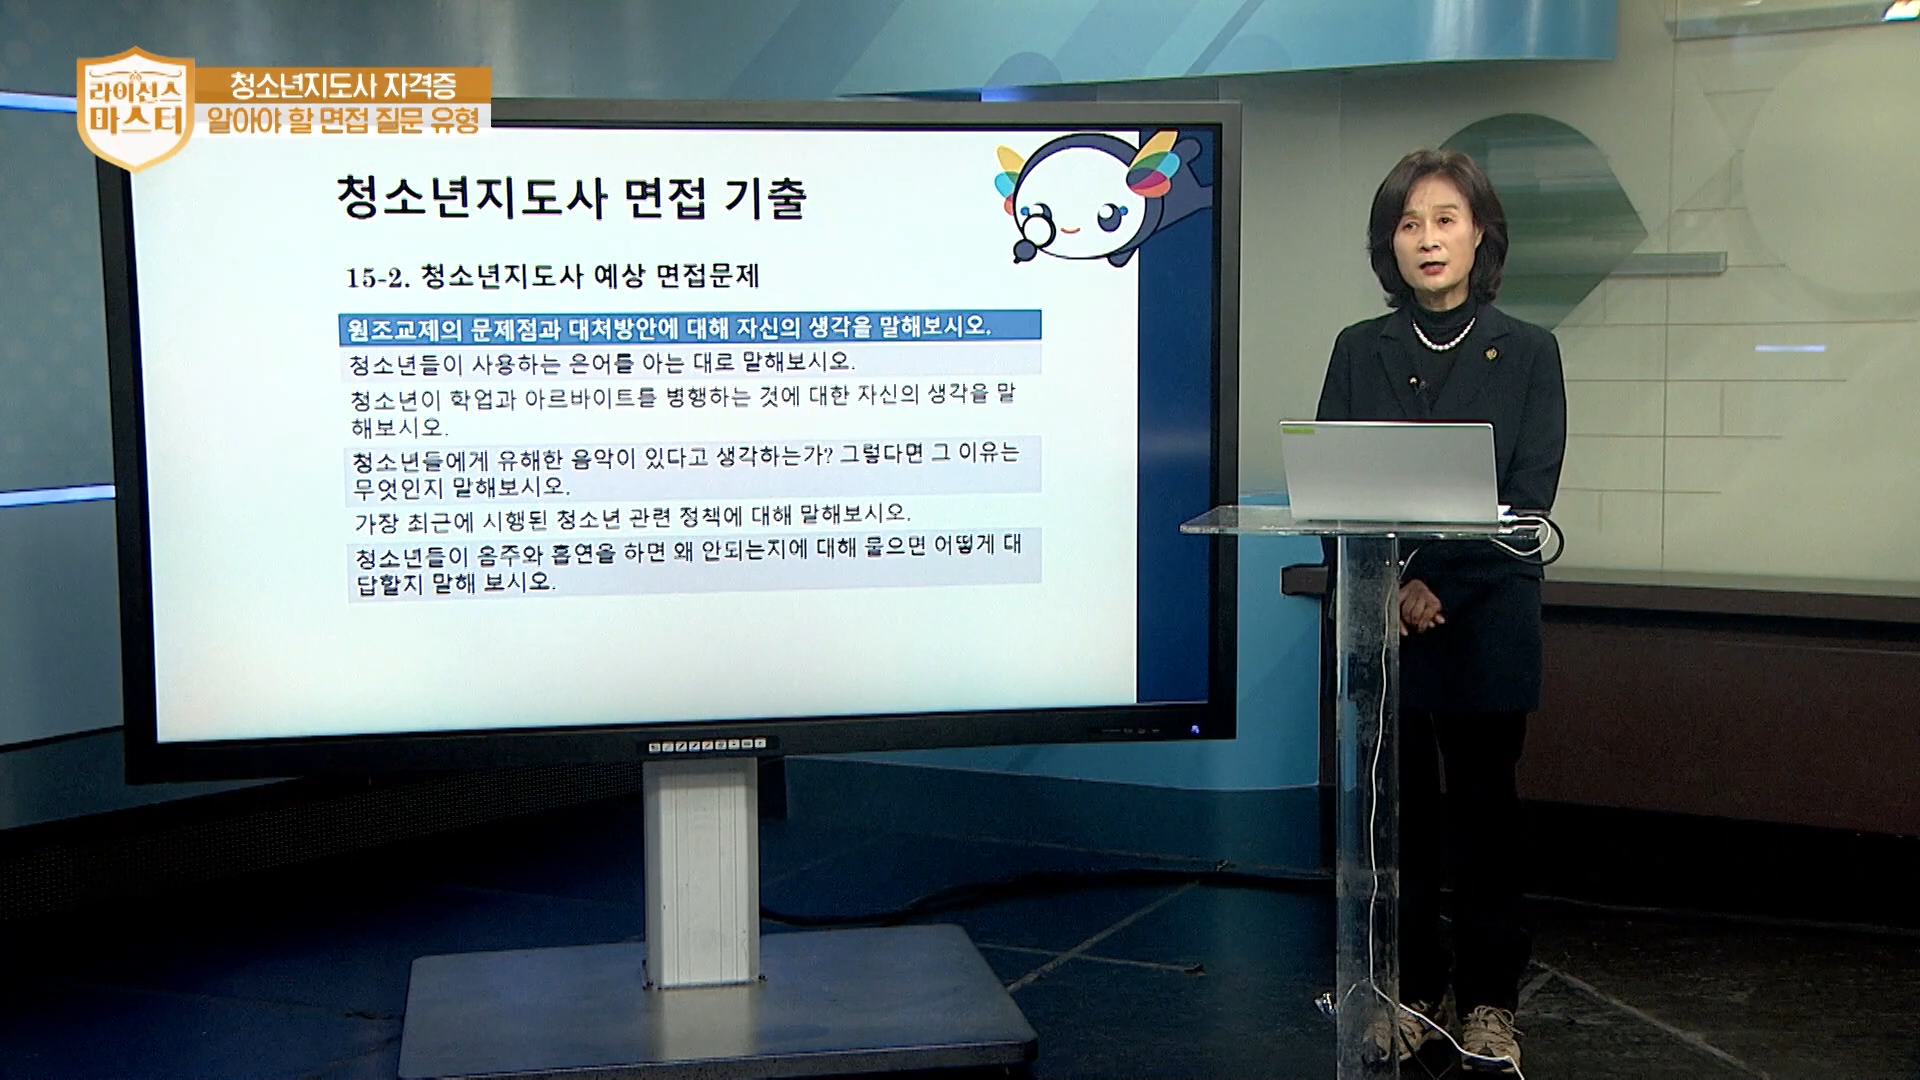 라이선스
마스터
청소년지도사 자격증
알아야 할 면접 질문 유형
청소년지도사 면접 기출
15-2. 청소년지도사 예상 면접문제
원조교제의 문제점과 대처방안에 대해 자신의 생각을 말해보시오.
청소년들이 사용하는 은어를 아는 대로 말해보시오.
청소년이 학업과 아르바이트를 병행하는 것에 대한 자신의 생각을 말
해보시오.
청소년들에게 유해한 음악이 있다고 생각하는가? 그렇다면 그 이유는
무엇인지 말해보시오.
가장 최근에 시행된 청소년 관련 정책에 대해 말해보시오.
청소년들이 음주와 흡연을 하면 왜 안되는지에 대해 물으면 어떻게 대
답할지 말해 보시오.